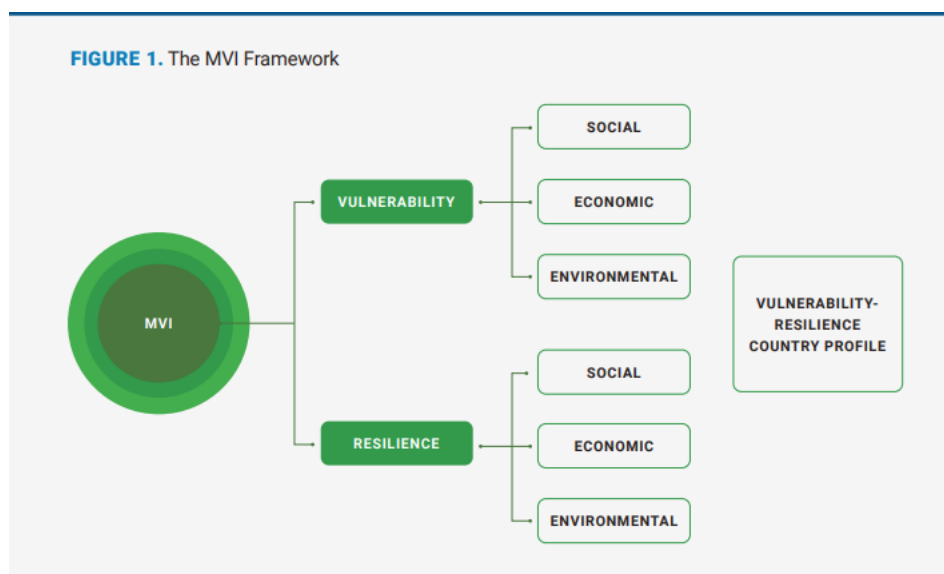 FIGURE 1. The MVI Framework
MVI
VULNERABILITY
SOCIAL
ECONOMIC
ENVIRONMENTAL
RESILIENCE
SOCIAL
ECONOMIC
ENVIRONMENTAL
VULNERABILITY-
RESILIENCE
COUNTRY PROFILE